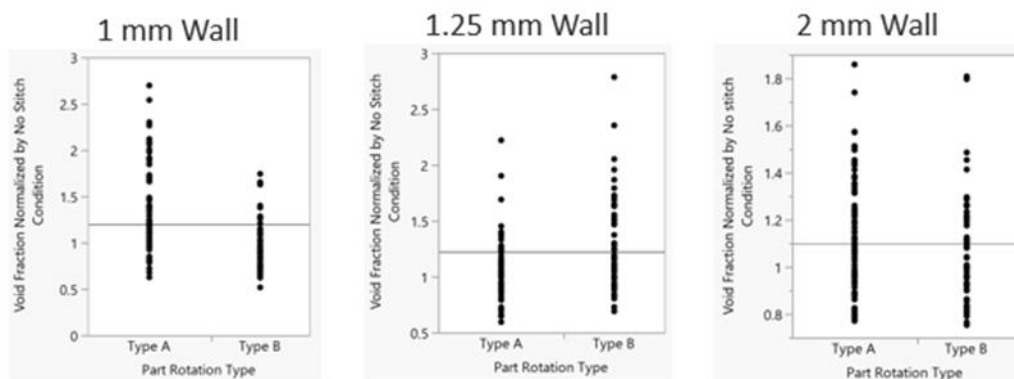 1 mm Wall
Void Fraction Normalized by No Stitch
Condition
3
2.5
2
1.5
1
0.5
0
Type A
Type B
Part Rotation Type
1.25 mm Wall
Void Fraction Normalized by No Stitch
Condition
3
2.5
2
1.5
1
0.5
Type A
Type B
Part Rotation Type
2 mm Wall
Void Fraction Normalized by No stitch
Condition
1.8
1.6
1.4
1.2
1
0.8
Type A
Type B
Part Rotation Type